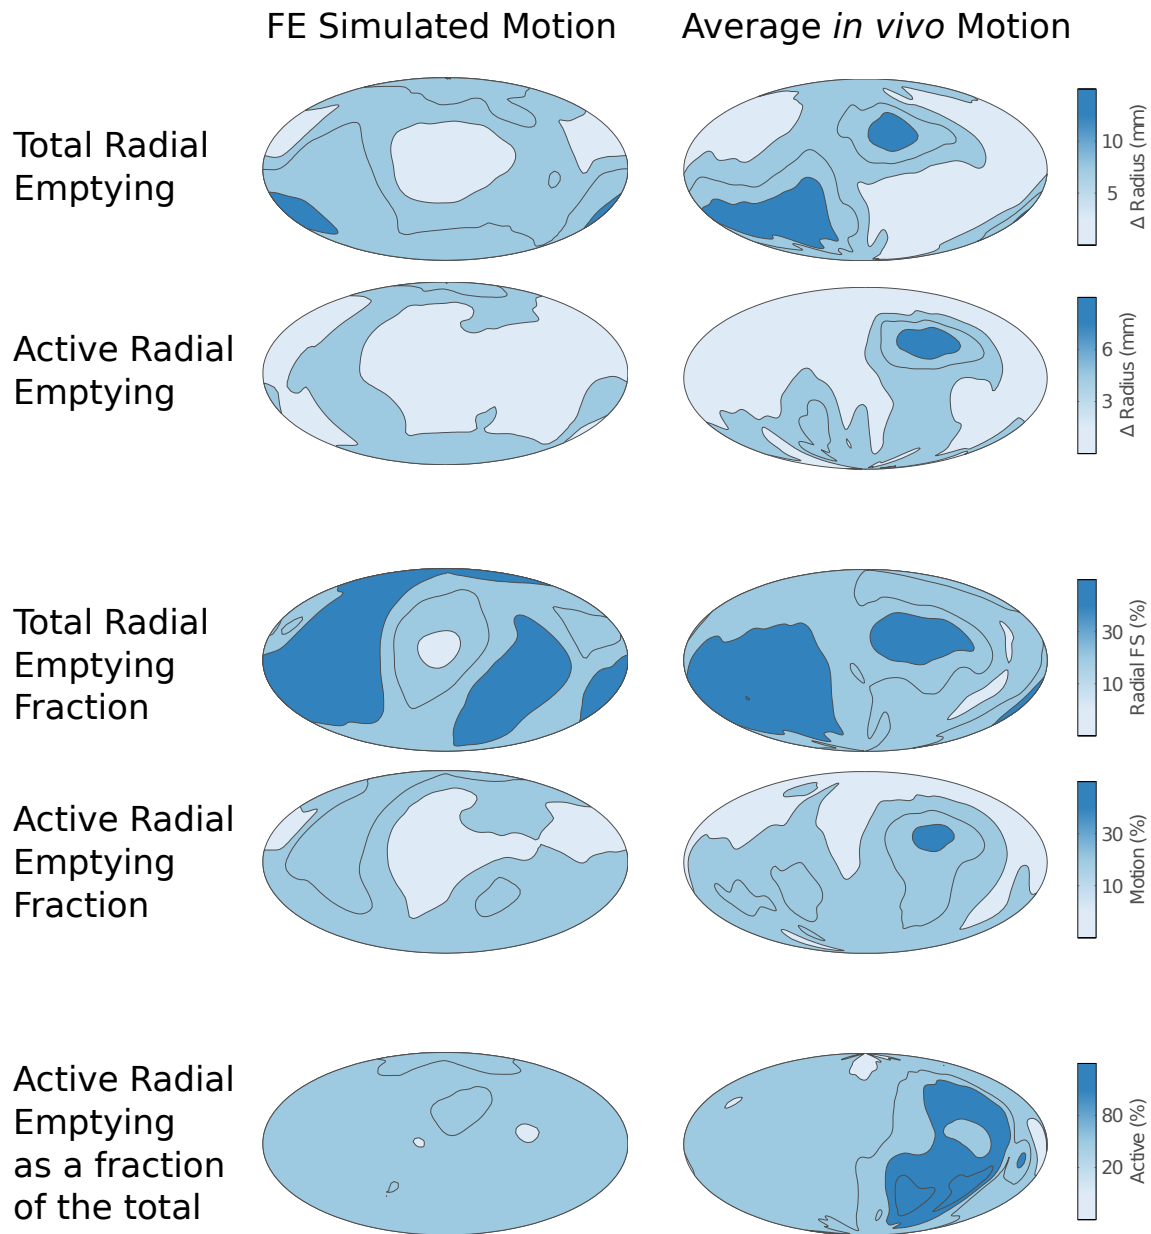 FE Simulated Motion
Average in vivo Motion
Total Radial
Emptying
10
5
Δ Radius (mm)
Active Radial
Emptying
6
3
Δ Radius (mm)
Total Radial
Emptying
Fraction
30
10
Radial FS (%)
Active Radial
Emptying
Fraction
30
10
Motion (%)
Active Radial
Emptying
as a fraction
of the total
80
20
Active (%)